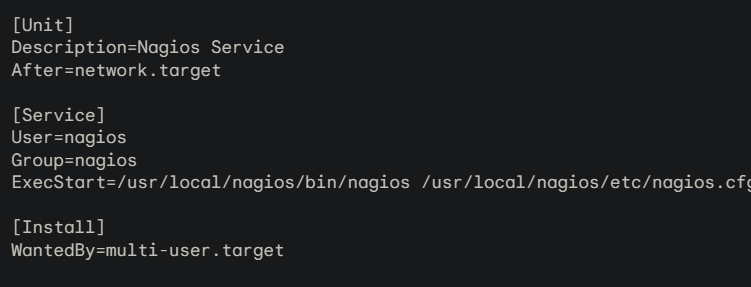 [Unit]
Description=Nagios Service
After=network.target
[Service]
User=nagios
Group=nagios
ExecStart=/usr/local/nagios/bin/nagios /usr/local/nagios/etc/nagios.cfg
[Install]
WantedBy=multi-user.target